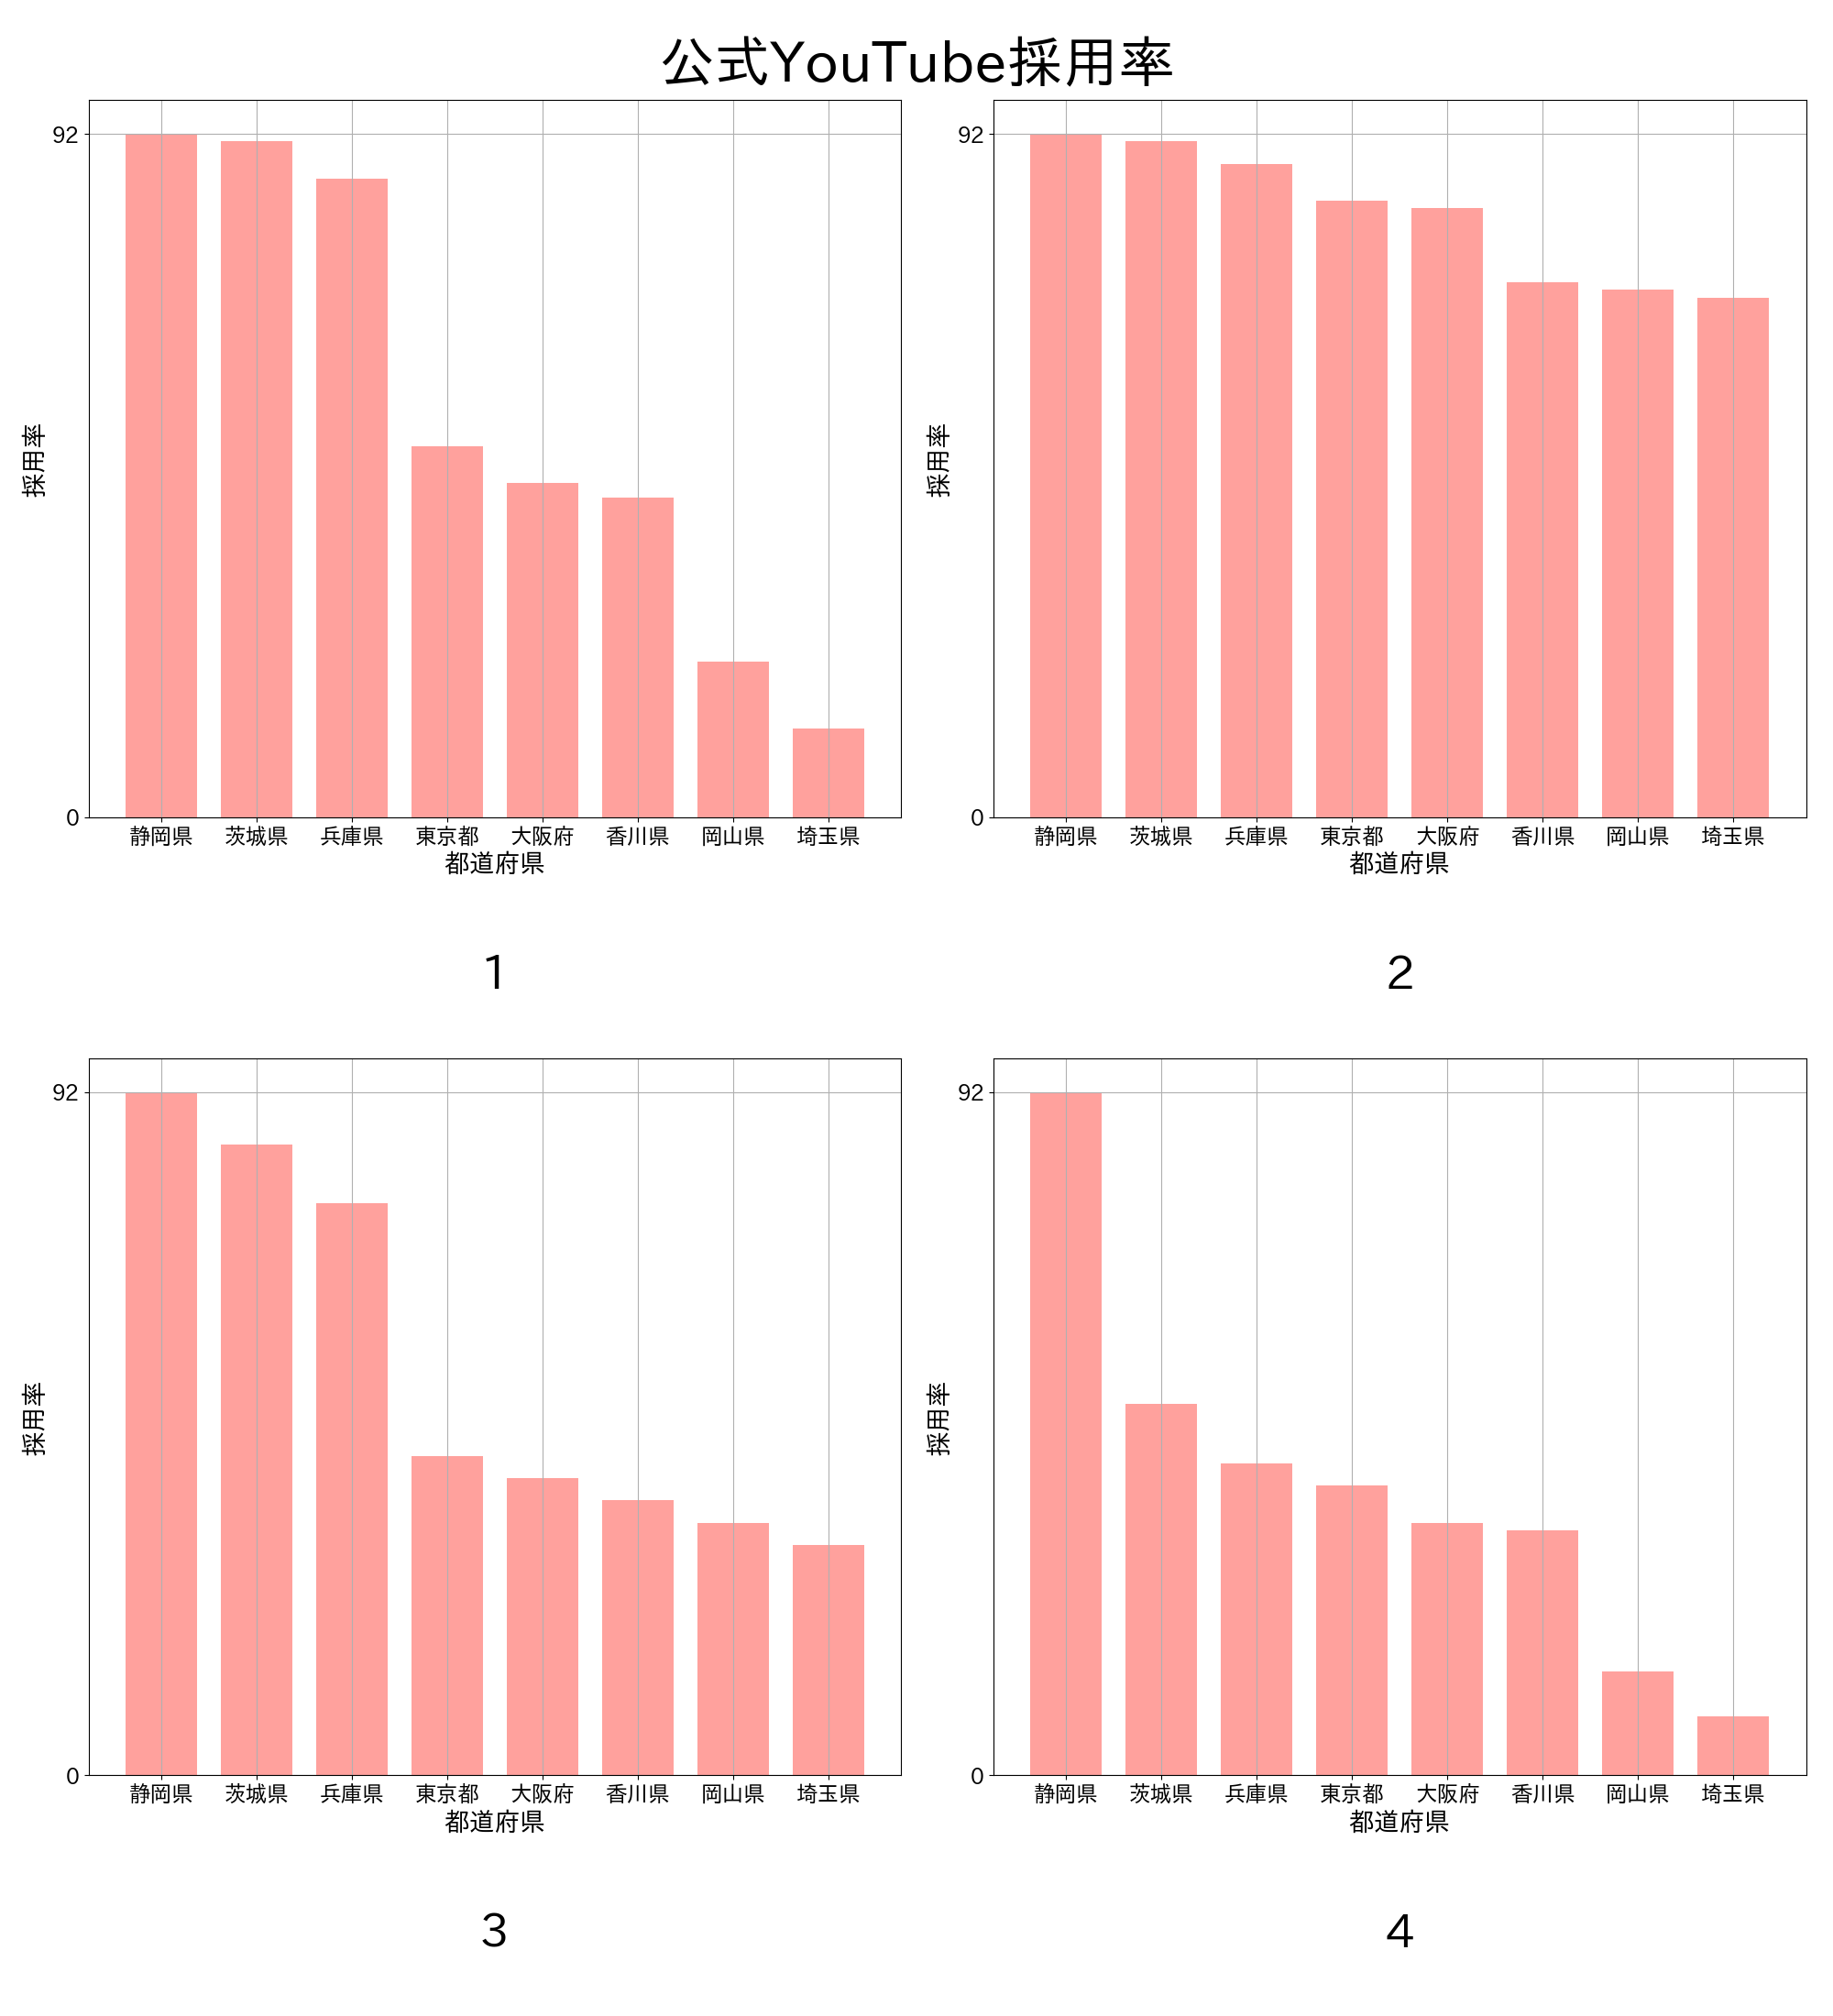 公式YouTube採用率
92
0
採用率
静岡県 茨城県 兵庫県 東京都 大阪府 香川県 岡山県 埼玉県
都道府県
1
92
0
採用率
静岡県 茨城県 兵庫県 東京都 大阪府 香川県 岡山県 埼玉県
都道府県
2
92
0
採用率
静岡県 茨城県 兵庫県 東京都 大阪府 香川県 岡山県 埼玉県
都道府県
3
92
0
採用率
静岡県 茨城県 兵庫県 東京都 大阪府 香川県 岡山県 埼玉県
都道府県
4